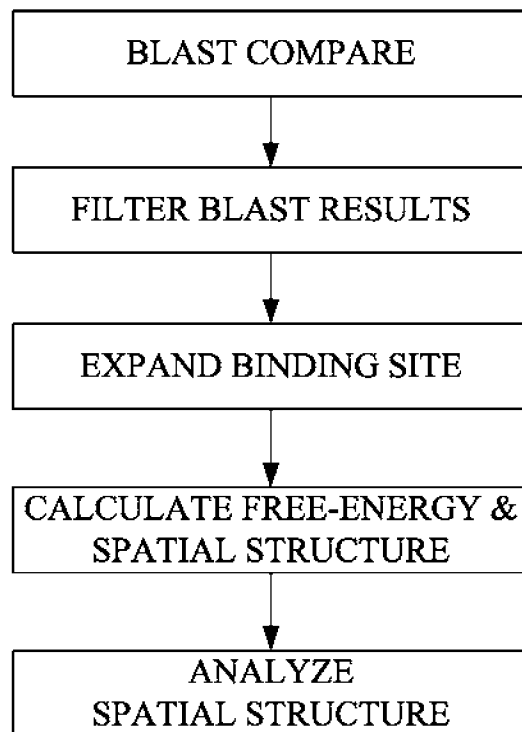 BLAST COMPARE
FILTER BLAST RESULTS
EXPAND BINDING SITE
CALCULATE FREE-ENERGY &
SPATIAL STRUCTURE
ANALYZE
SPATIAL STRUCTURE